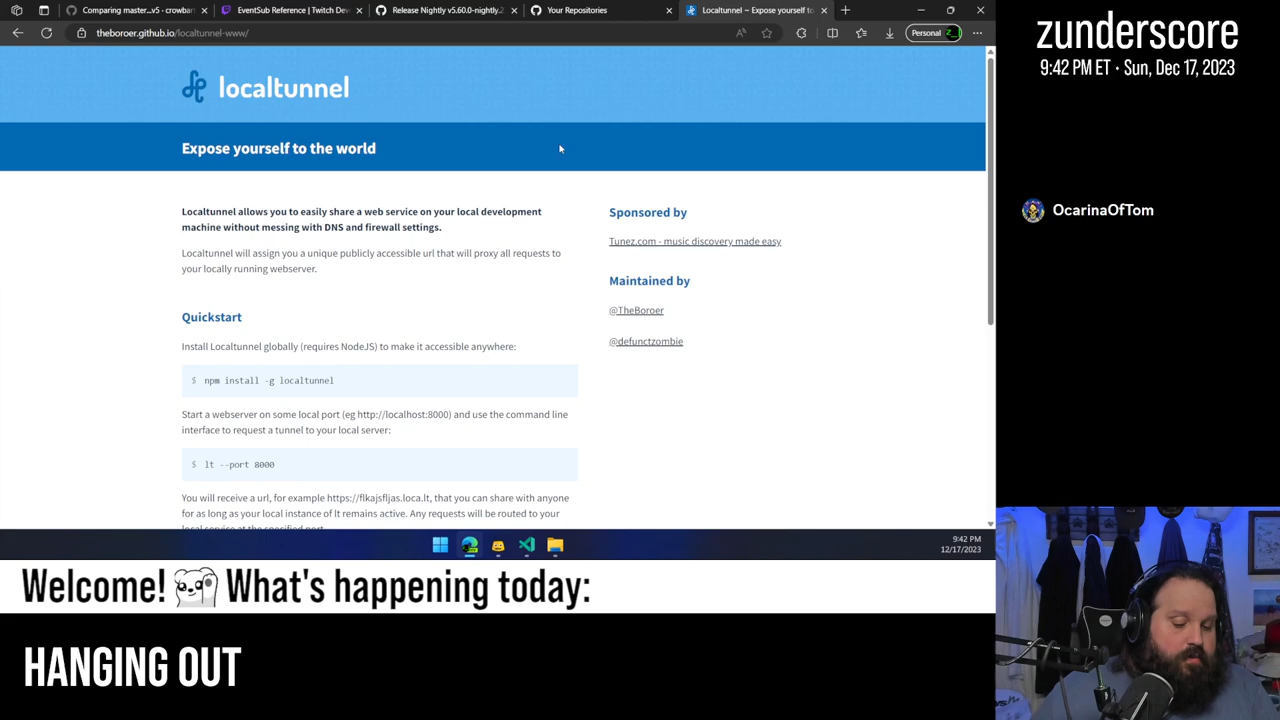 Comparing master...v5 · crowbar
EventSub Reference | Twitch Dev
Release Nightly v5.60.0-nightly.2
Your Repositories
Localtunnel ~ Expose yourself to
theboroer.github.io/localtunnel-www/
Personal
localtunnel
Expose yourself to the world
Localtunnel allows you to easily share a web service on your local development
machine without messing with DNS and firewall settings.
Localtunnel will assign you a unique publicly accessible url that will proxy all requests to
your locally running webserver.
Quickstart
Install Localtunnel globally (requires NodeJS) to make it accessible anywhere:
$ npm install -g localtunnel
Start a webserver on some local port (eg http://localhost:8000) and use the command line
interface to request a tunnel to your local server:
$ lt --port 8000
You will receive a url, for example https://flkajsfljas.loca.lt, that you can share with anyone
for as long as your local instance of lt remains active. Any requests will be routed to your
local service at the specified port.
Sponsored by
Tunez.com - music discovery made easy
Maintained by
@TheBoroer
@defunctzombie
9:42 PM
12/17/2023
zunderscore
9:42 PM ET · Sun, Dec 17, 2023
OcarinaOfTom
Welcome! What's happening today:
HANGING OUT